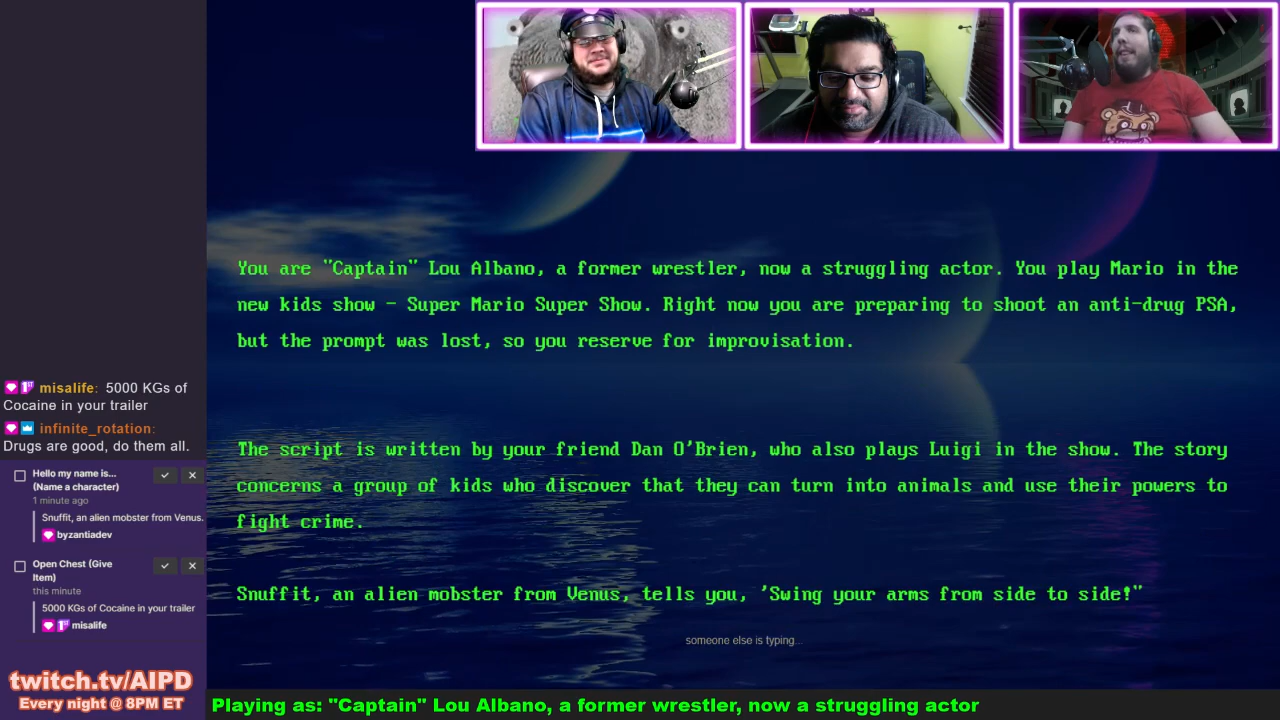 You are "Captain" Lou Albano, a former wrestler, now a struggling actor. You play Mario in the
new kids show - Super Mario Super Show. Right now you are preparing to shoot an anti-drug PSA,
but the prompt was lost, so you reserve for improvisation.
The script is written by your friend Dan O'Brien, who also plays Luigi in the show. The story
concerns a group of kids who discover that they can turn into animals and use their powers to
fight crime.
Snuffit, an alien mobster from Venus, tells you, 'Swing your arms from side to side!"
someone else is typing...
misalife: 5000 KGs of
Cocaine in your trailer
infinite_rotation:
Drugs are good, do them all.
Hello my name is...
(Name a character)
1 minute ago
Snuffit, an alien mobster from Venus.
byzantiadev
Open Chest (Give
Item)
this minute
5000 KGs of Cocaine in your trailer
misalife
twitch.tv/AIPD
Every night @ 8PM ET
Playing as: "Captain" Lou Albano, a former wrestler, now a struggling actor